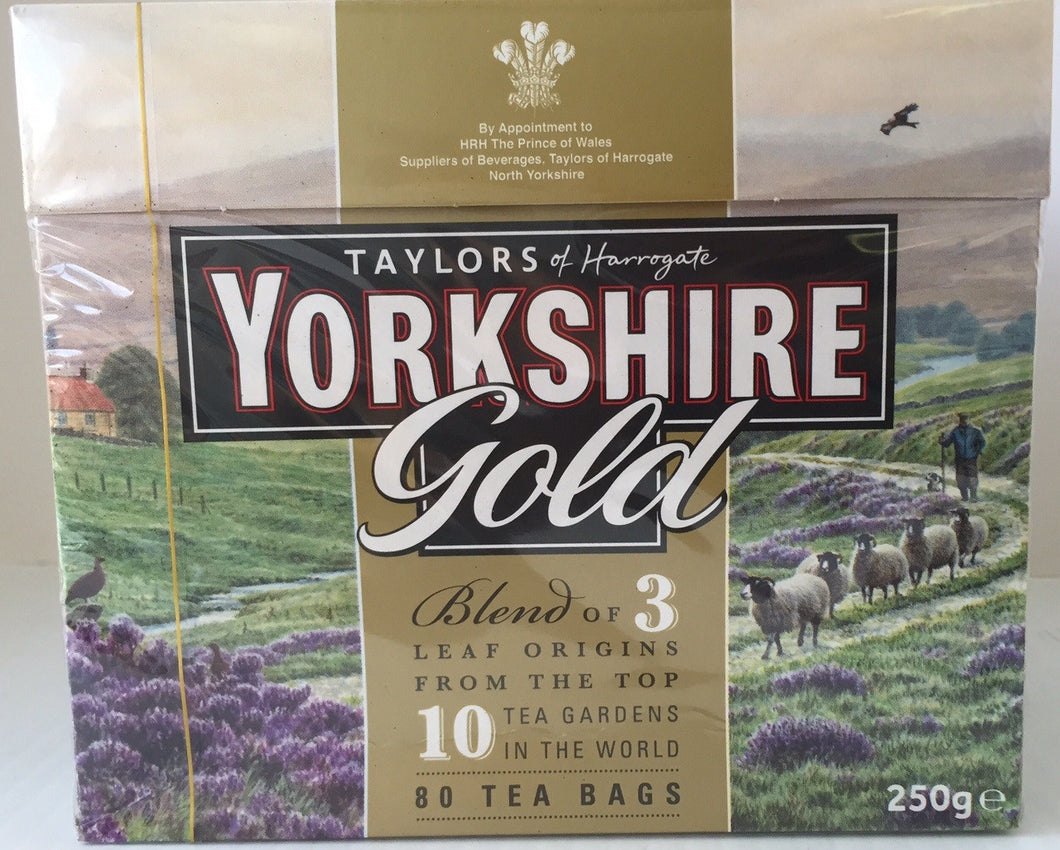 By Appointment to
HRH The Prince of Wales
Suppliers of Beverages. Taylors of Harrogate
North Yorkshire
TAYLORS of Harrogate
YORKSHIRE
Gold
Blend OF 3
LEAF ORIGINS
FROM THE TOP
10 TEA GARDENS
IN THE WORLD
80 TEA BAGS
250g ℮